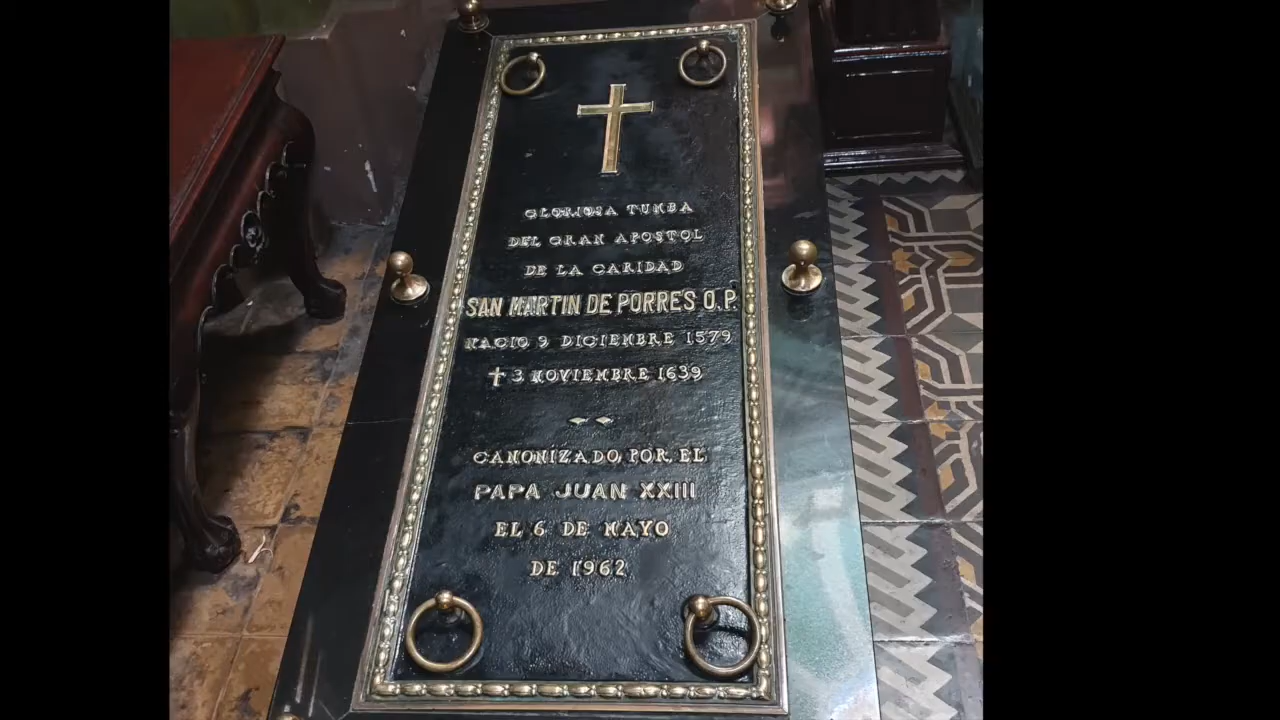 GLORIOSA TUMBA
DEL GRAN APOSTOL
DE LA CARIDAD
SAN MARTIN DE PORRES O.P.
NACIO 9 DICIEMBRE 1579
✝ 3 NOVIEMBRE 1639
CANONIZADO POR EL
PAPA JUAN XXIII
EL 6 DE MAYO
DE 1962